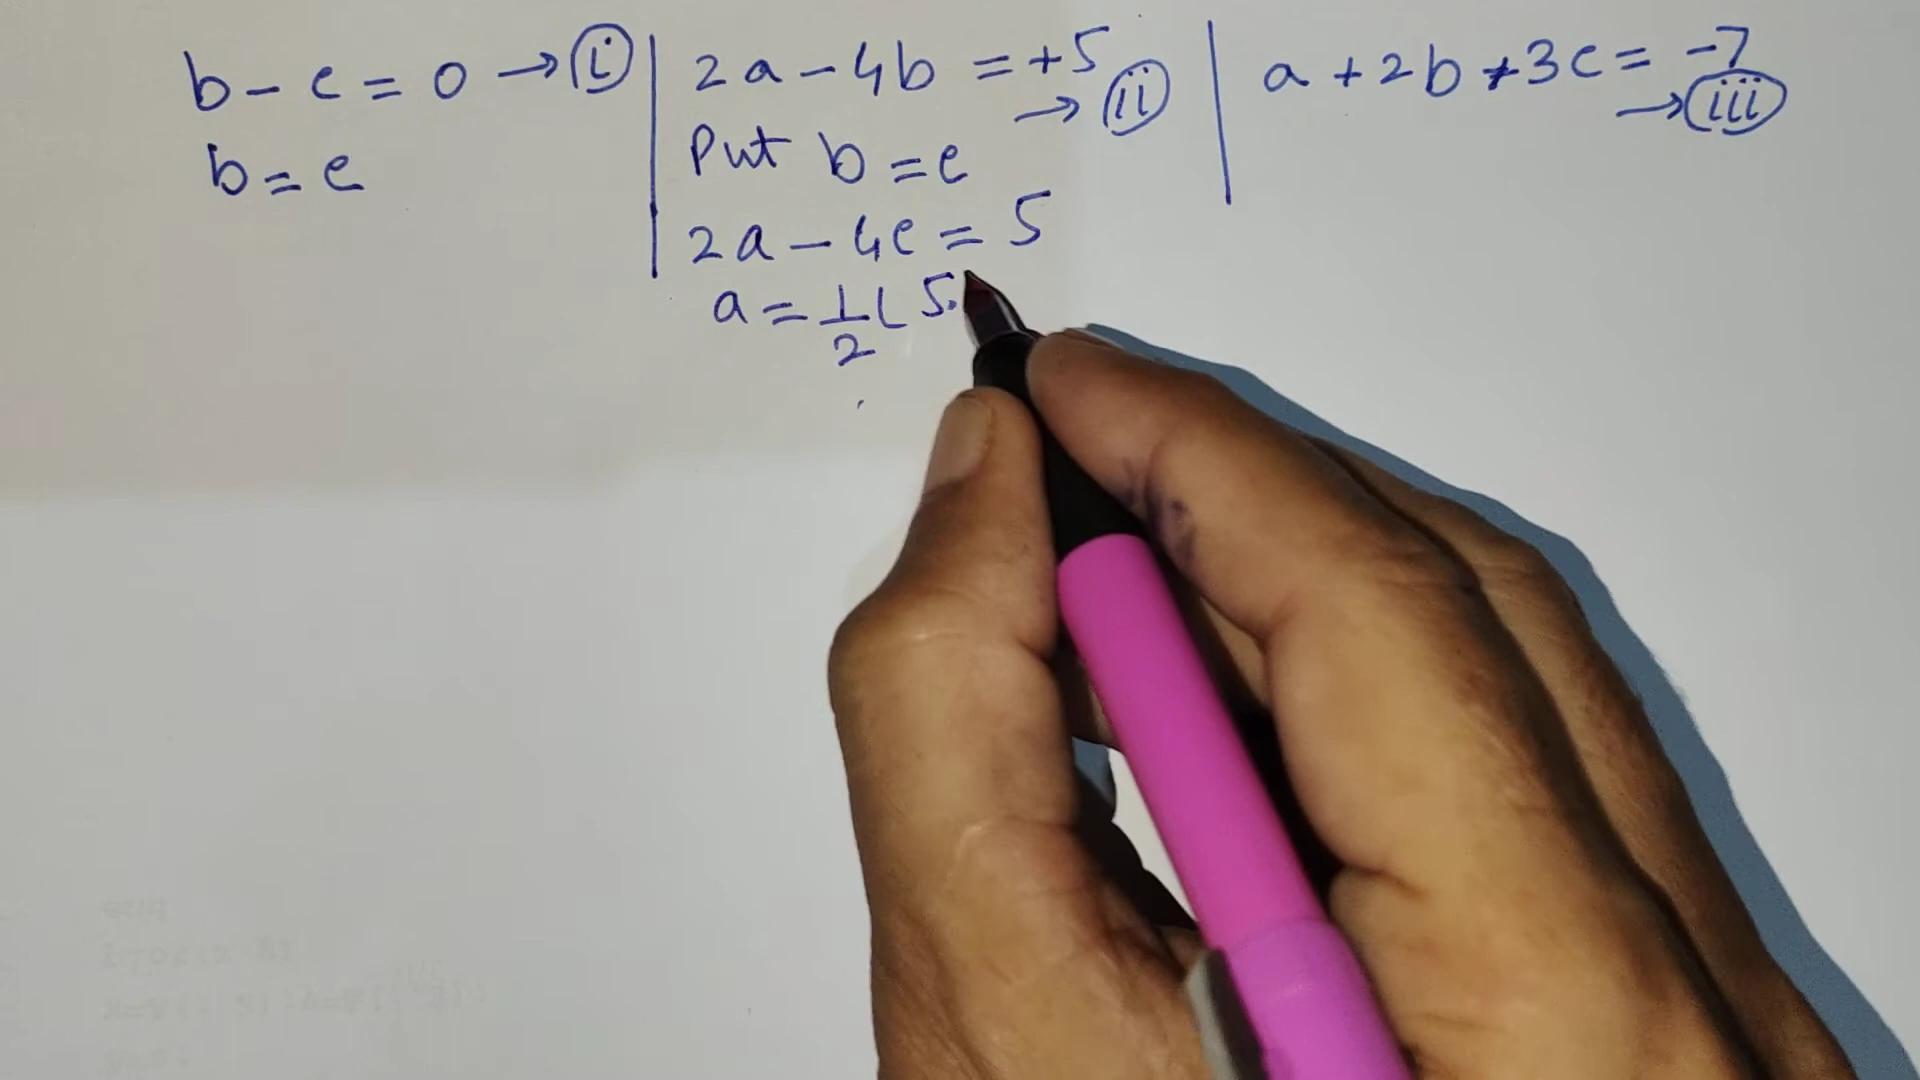 b - c = 0 → (i)
b = c
2a - 4b = +5
→ (ii)
Put b = c
2a - 4c = 5
a = 1/2 ( 5
a + 2b + 3c = -7
→ (iii)